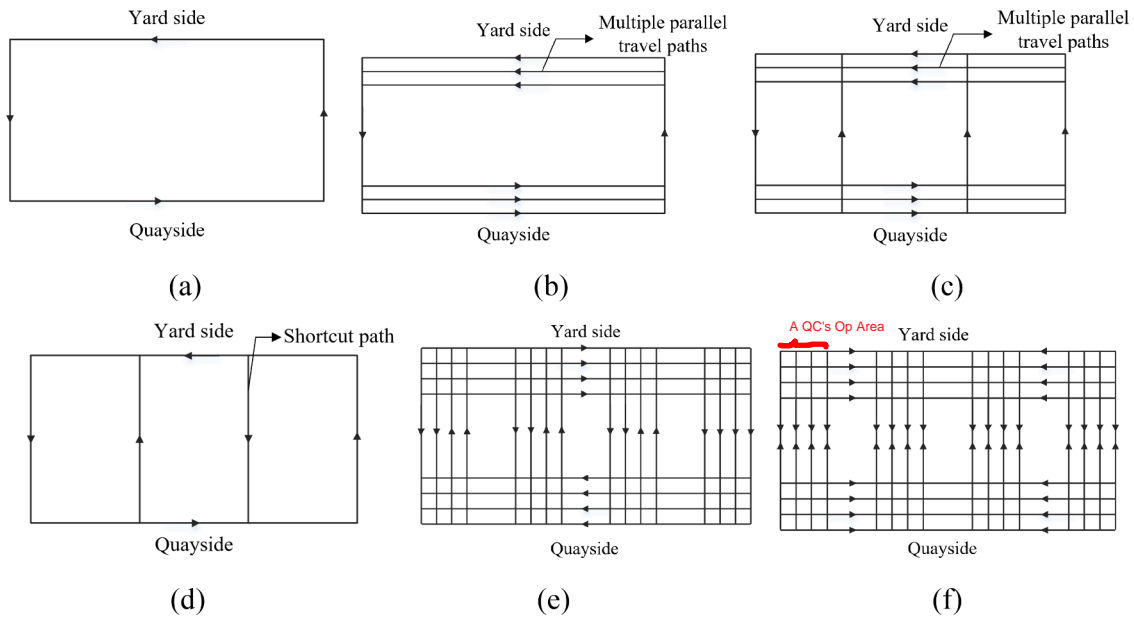 Yard side
Quayside
(a)
Yard side
Multiple parallel
travel paths
Quayside
(b)
Yard side
Multiple parallel
travel paths
Quayside
(c)
Yard side
Shortcut path
Quayside
(d)
Yard side
Quayside
(e)
A QC's Op Area
Yard side
Quayside
(f)